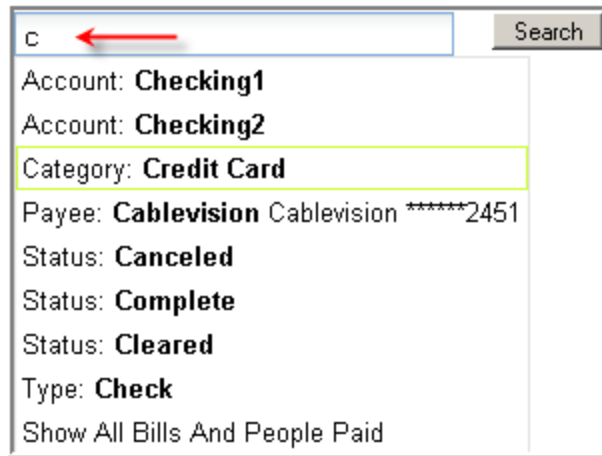 c
Search
Account: Checking1
Account: Checking2
Category: Credit Card
Payee: Cablevision Cablevision ******2451
Status: Canceled
Status: Complete
Status: Cleared
Type: Check
Show All Bills And People Paid